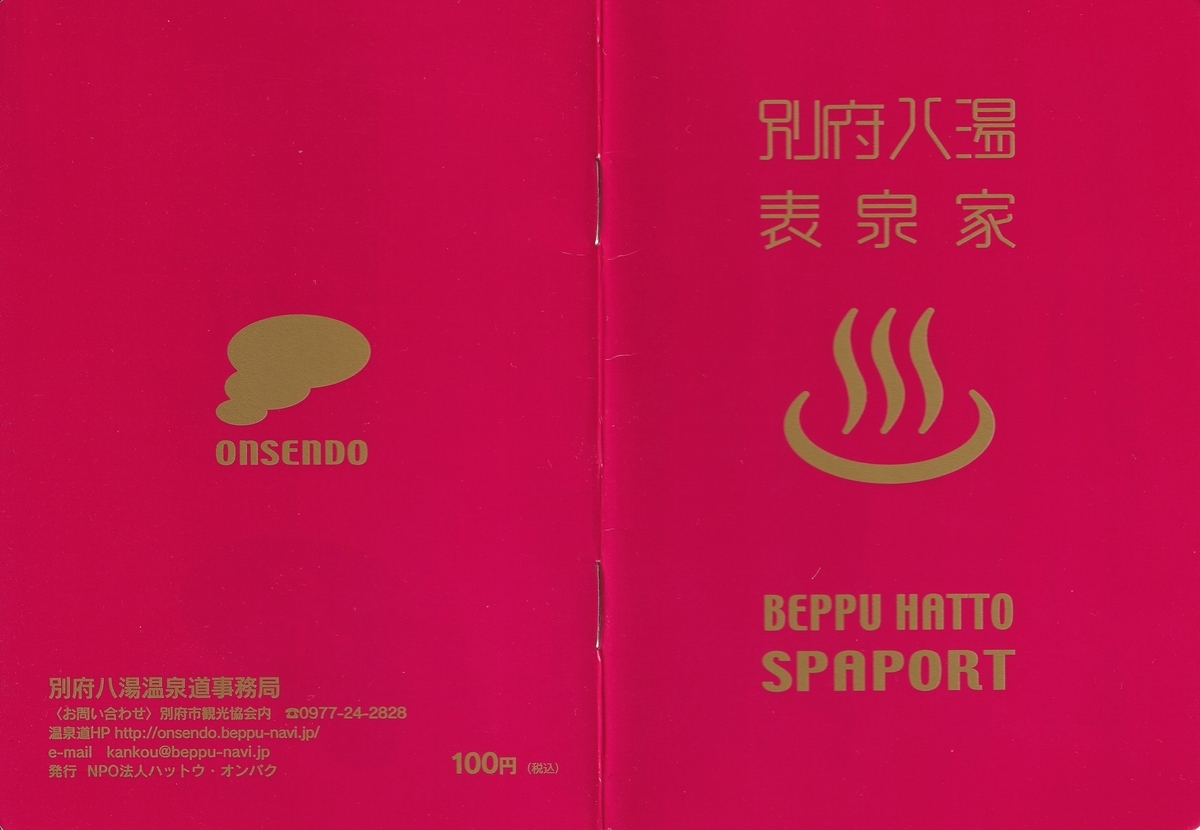 別府八湯
表泉家
BEPPU HATTO
SPAPORT
ONSENDO
別府八湯温泉道事務局
〈お問い合わせ〉別府市観光協会内 ☎0977-24-2828
温泉道HP http://onsendo.beppu-navi.jp/
e-mail kankou@beppu-navi.jp
発行 NPO法人ハットウ・オンパク
100円（税込）